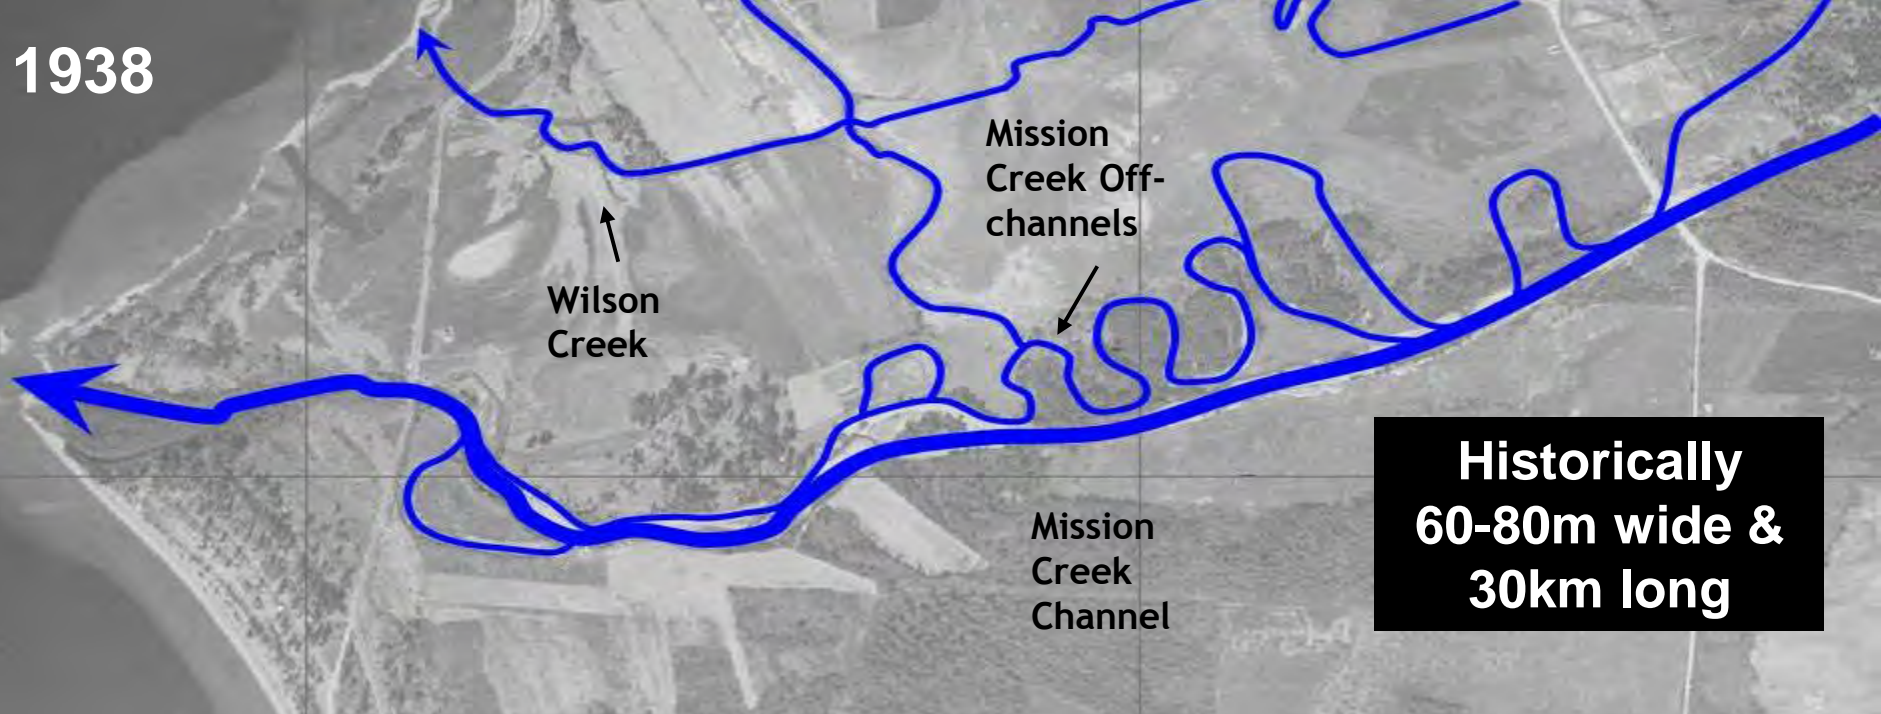 1938
Mission
Creek Off-
channels
Wilson
Creek
Historically
60-80m wide &
30km long
Mission
Creek
Channel